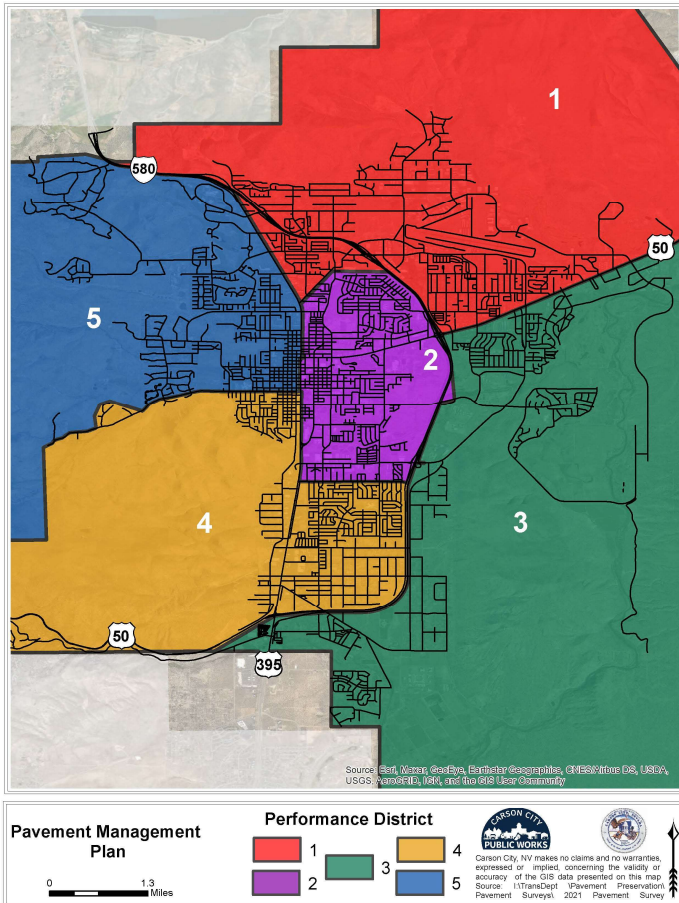 1
580
50
5
2
4
3
50
395
Source: Esri, Maxar, GeoEye, Earthstar Geographics, CNES/Airbus DS, USDA,
USGS, AeroGRID, IGN, and the GIS User Community
Pavement Management
Plan
0 1.3
Miles
Performance District
1
2
3
4
5
CARSON CITY
PUBLIC WORKS
Carson City, NV makes no claims and no warranties,
expressed or implied, concerning the validity or
accuracy of the GIS data presented on this map
Source: I:\TransDept \Pavement Preservation\
Pavement Surveys\ 2021 Pavement Survey